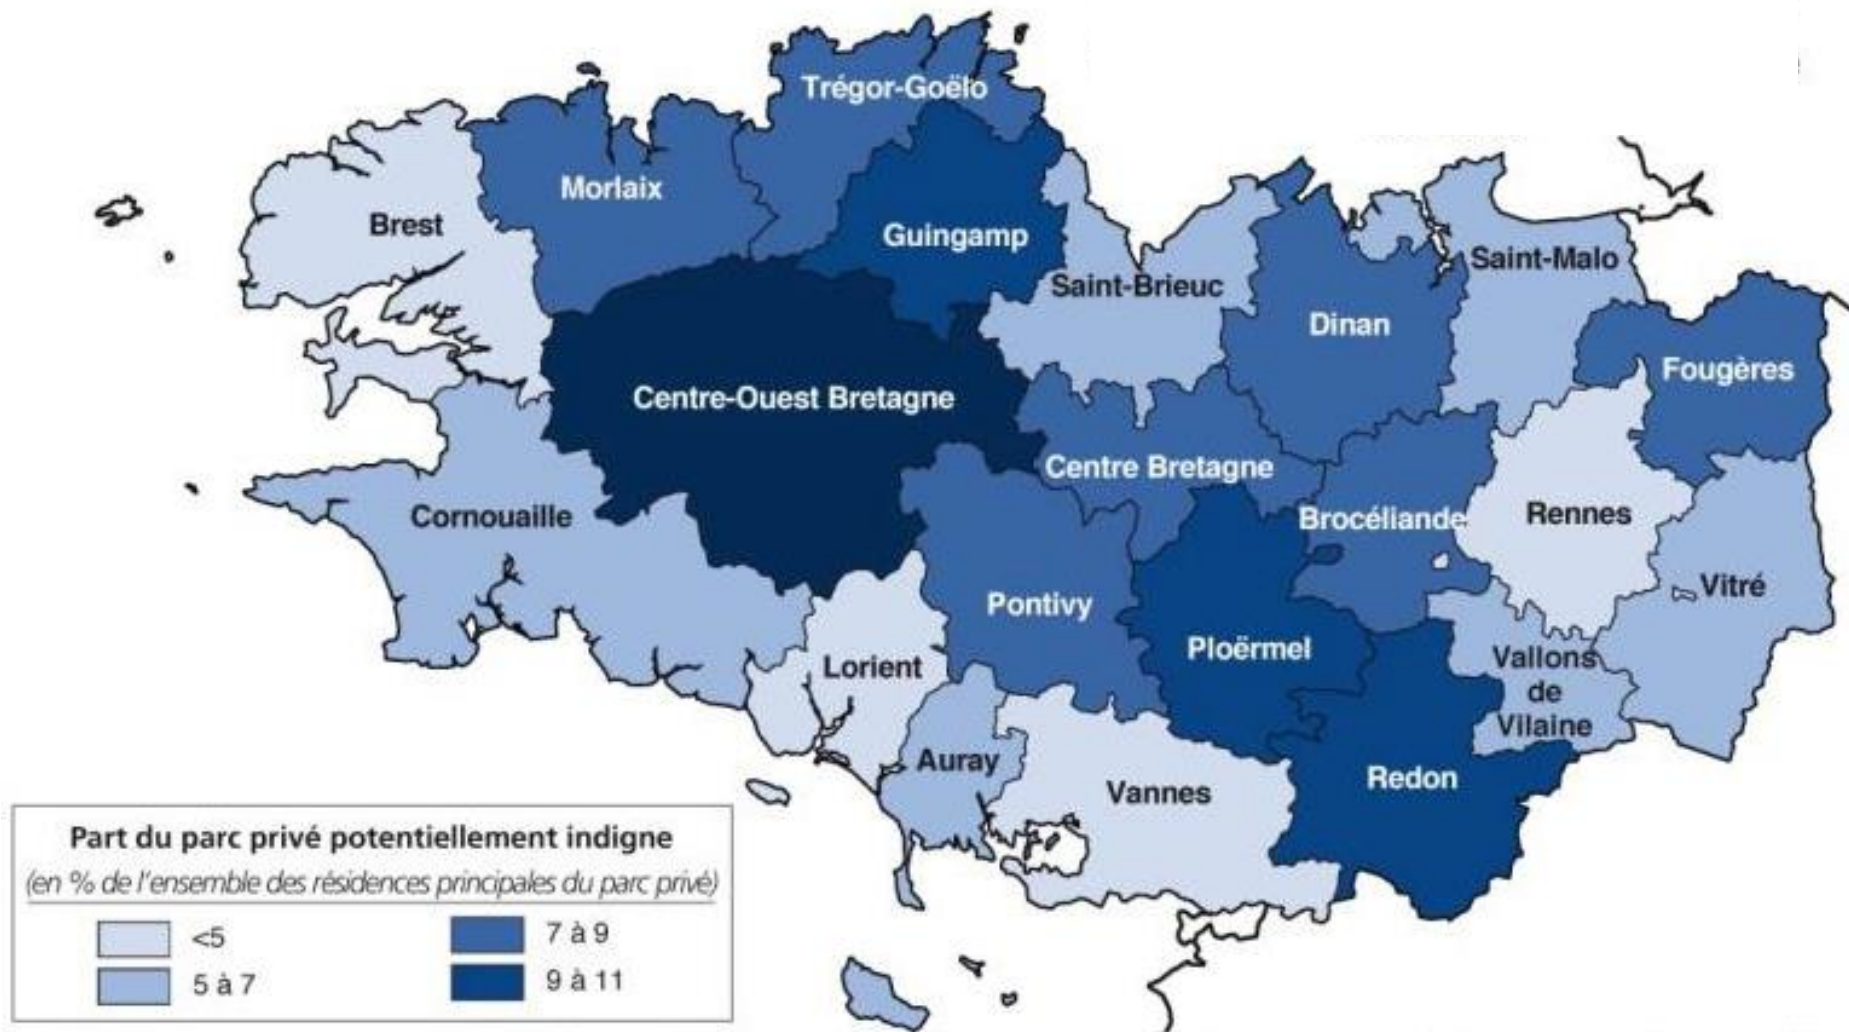 Trégor-Goëlo
Morlaix
Brest
Guingamp
Saint-Brieuc
Saint-Malo
Dinan
Fougères
Centre-Ouest Bretagne
Centre Bretagne
Cornouaille
Brocéliande
Rennes
Vitré
Pontivy
Ploërmel
Lorient
Vallons
de
Vilaine
Auray
Vannes
Redon
Part du parc privé potentiellement indigne
(en % de l'ensemble des résidences principales du parc privé)
<5
7 à 9
5 à 7
9 à 11